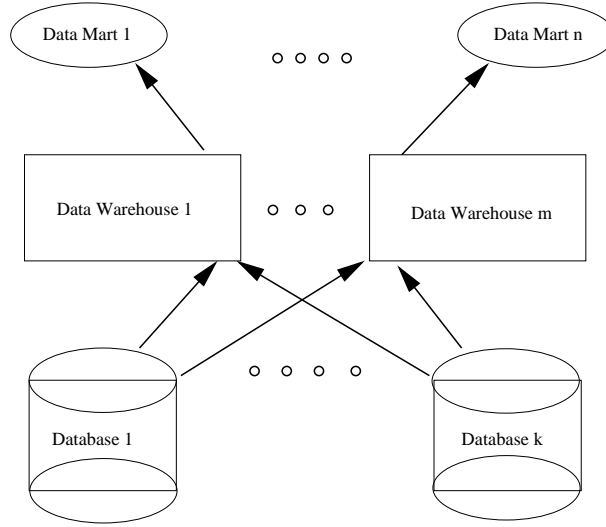 Data Mart 1
Data Mart n
Data Warehouse 1
Data Warehouse m
Database 1
Database k